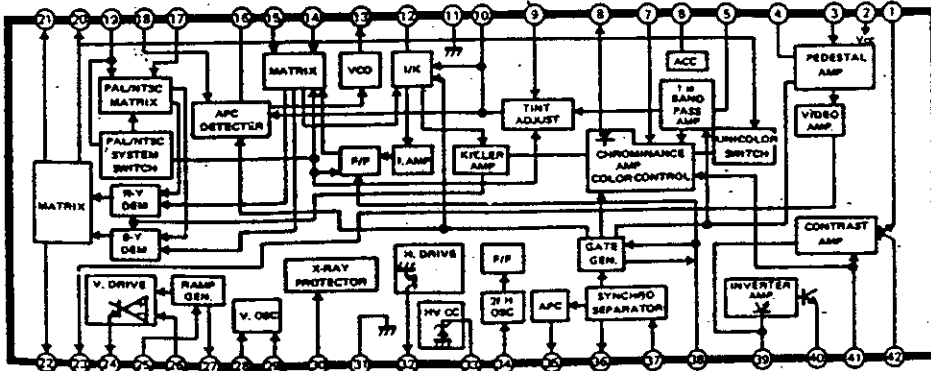 21 20 19 18 17 16 15 14 13 12 11 10 9 8 7 6 5 4 3 2 1
Vcc
PEDESTAL
AMP
MATRIX
VCO
I/K
ACC
PAL/NTSC
MATRIX
APC
DETECTER
TINT
ADJUST
BAND
PASS
AMP
VIDEO
AMP.
PAL/NTSC
SYSTEM
SWITCH
F/F
I. AMP
KILLER
AMP
CHROMINANCE
AMP
COLOR CONTROL
UNICOLOR
SWITCH
MATRIX
R-Y
DEM
B-Y
DEM
CONTRAST
AMP
GATE
GEN.
V. DRIVE
RAMP
GEN.
X-RAY
PROTECTOR
H. DRIVE
F/F
V. OSC
HV CC
2f H
OSC
AFC
SYNCHRO
SEPARATOR
INVERTER
AMP.
22 23 24 25 26 27 28 29 30 31 32 33 34 35 36 37 38 39 40 41 42